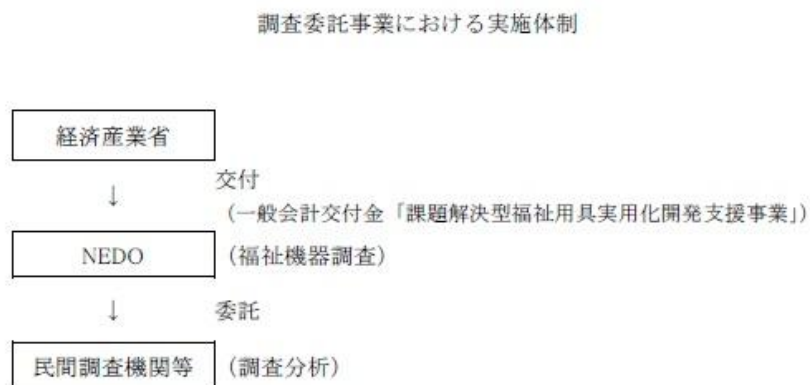 調査委託事業における実施体制
経済産業省
↓ 交付
（一般会計交付金「課題解決型福祉用具実用化開発支援事業」）
NEDO （福祉機器調査）
↓ 委託
民間調査機関等 （調査分析）